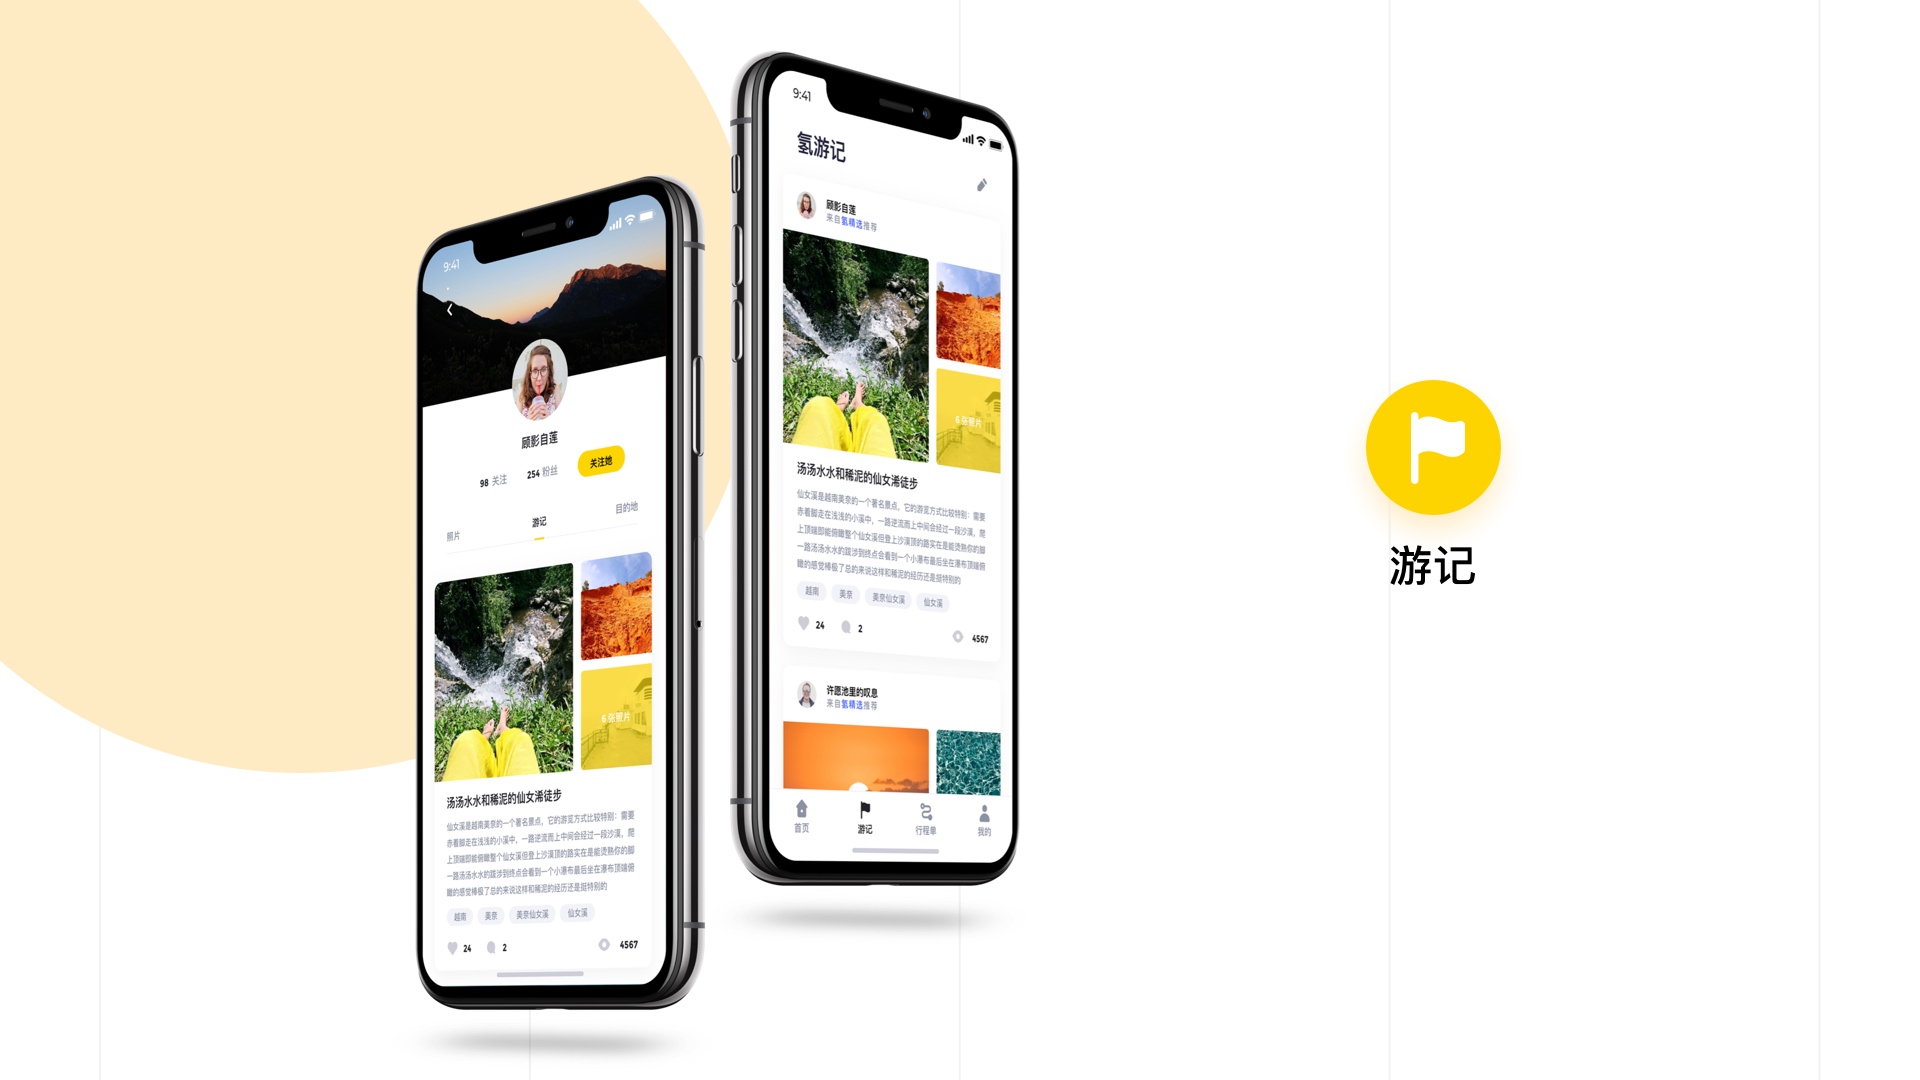 9:41
顾影自莲
98 关注
254 粉丝
关注她
照片
游记
目的地
6 张照片
汤汤水水和稀泥的仙女浠徒步
仙女溪是越南美奈的一个著名景点，它的游览方式比较特别：需要
赤着脚走在浅浅的小溪中，一路逆流而上中间会经过一段沙漠，爬
上顶端即能俯瞰整个仙女溪但登上沙漠顶的路实在是能烫熟你的脚
一路汤汤水水的跋涉到终点会看到一个小瀑布最后坐在瀑布顶端俯
瞰的感觉棒极了总的来说这样和稀泥的经历还是挺特别的
越南
美奈
美奈仙女溪
仙女溪
24
2
4567
9:41
氢游记
顾影自莲
来自氢精选推荐
6 张照片
汤汤水水和稀泥的仙女浠徒步
仙女溪是越南美奈的一个著名景点，它的游览方式比较特别：需要
赤着脚走在浅浅的小溪中，一路逆流而上中间会经过一段沙漠，爬
上顶端即能俯瞰整个仙女溪但登上沙漠顶的路实在是能烫熟你的脚
一路汤汤水水的跋涉到终点会看到一个小瀑布最后坐在瀑布顶端俯
瞰的感觉棒极了总的来说这样和稀泥的经历还是挺特别的
越南
美奈
美奈仙女溪
仙女溪
24
2
4567
许愿池里的叹息
来自氢精选推荐
首页
游记
行程单
我的
游记